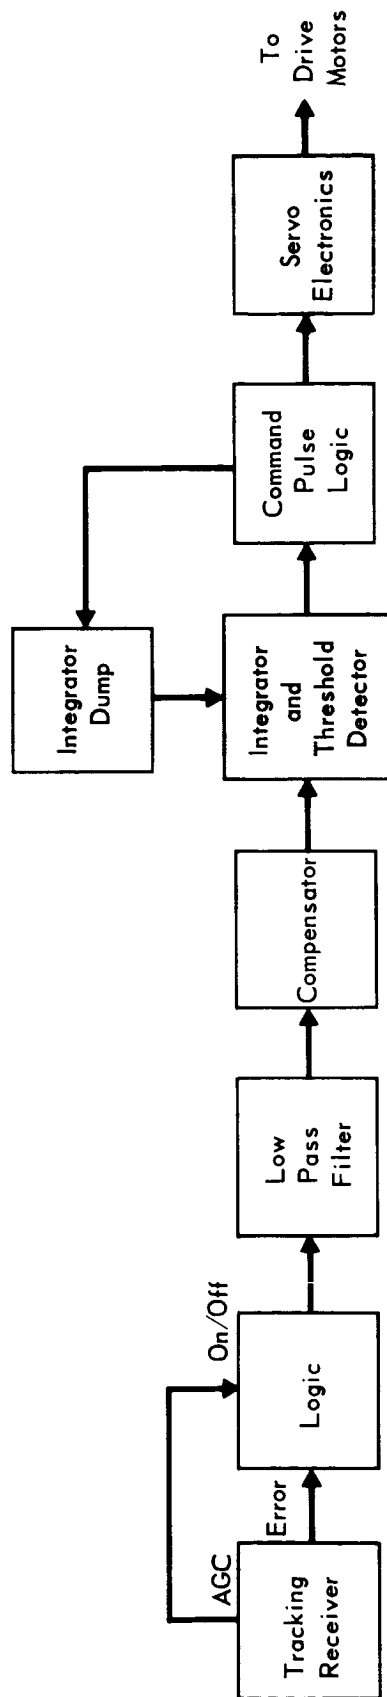 Tracking
Receiver
AGC
Error
On/Off
Logic
Low
Pass
Filter
Compensator
Integrator
and
Threshold
Detector
Integrator
Dump
Command
Pulse
Logic
Servo
Electronics
To
Drive
Motors